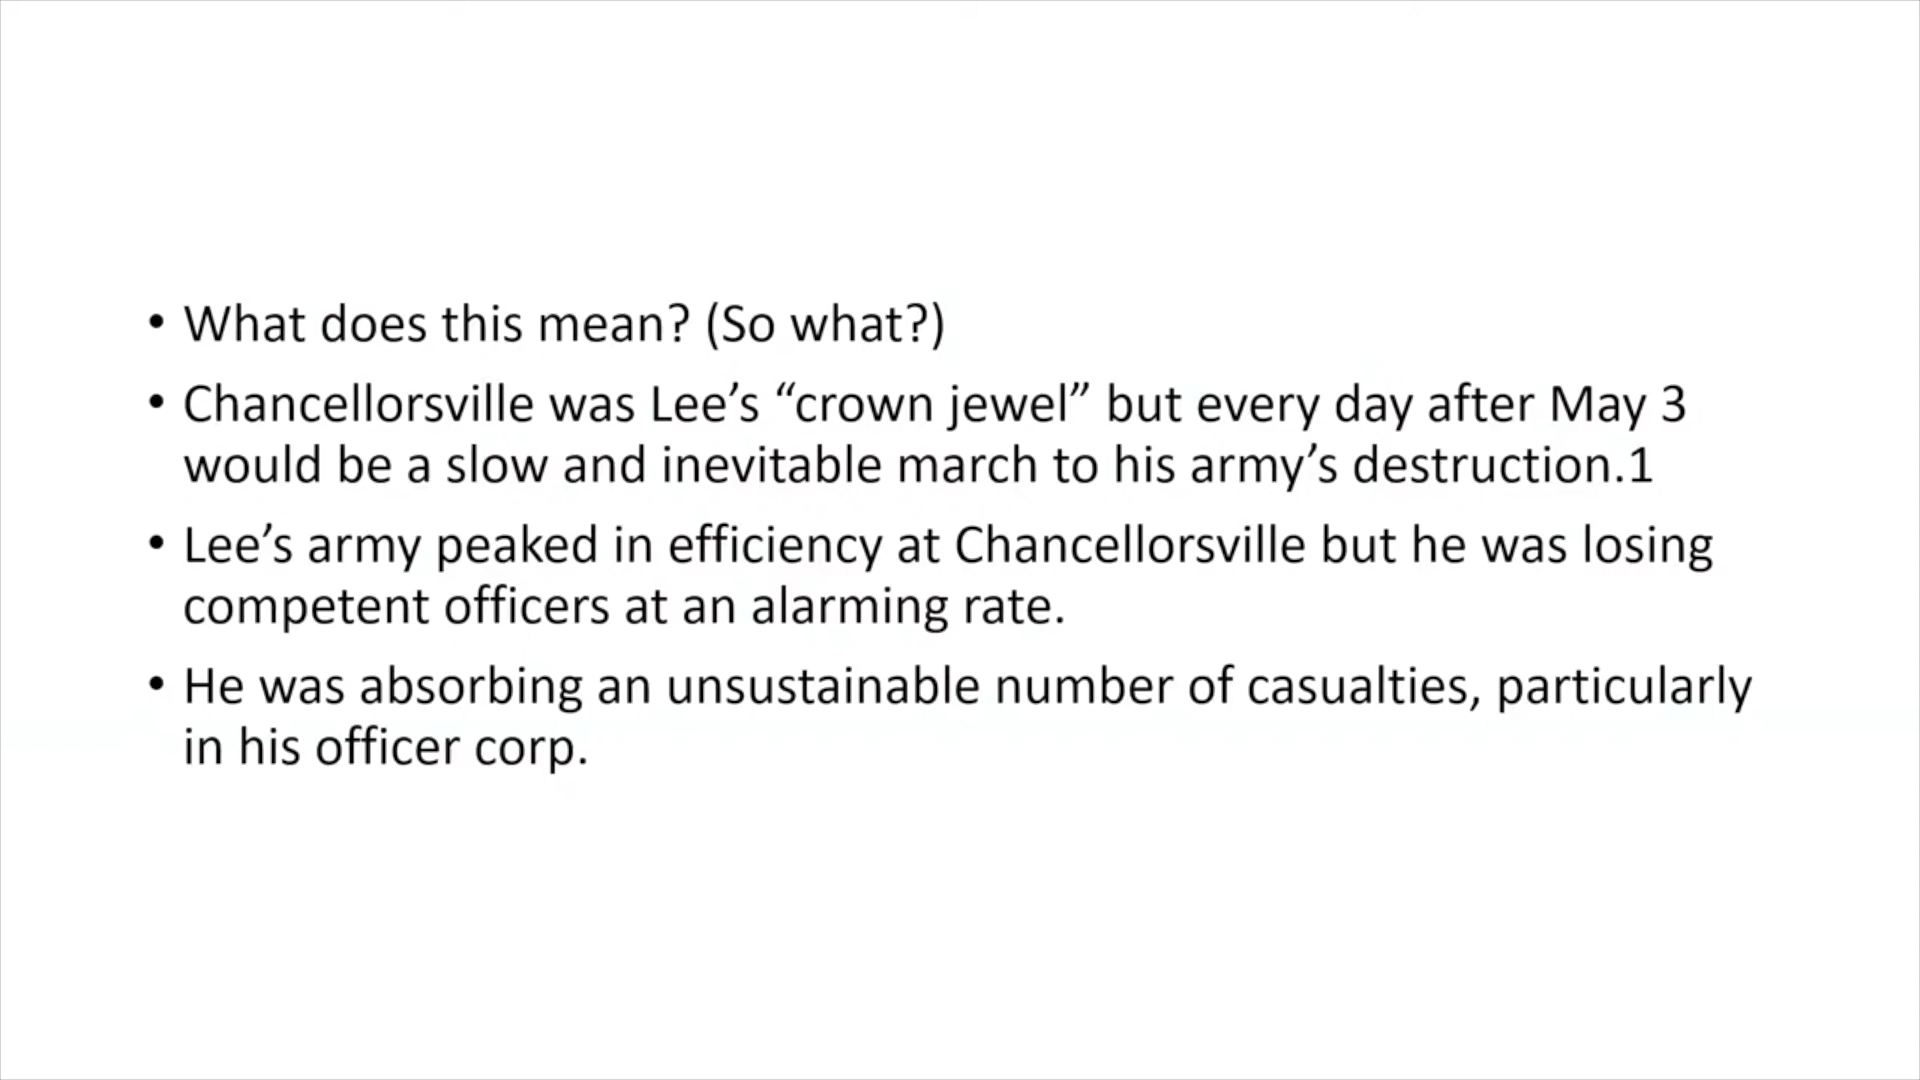 • What does this mean? (So what?)
• Chancellorsville was Lee’s “crown jewel” but every day after May 3
would be a slow and inevitable march to his army’s destruction.1
• Lee’s army peaked in efficiency at Chancellorsville but he was losing
competent officers at an alarming rate.
• He was absorbing an unsustainable number of casualties, particularly
in his officer corp.